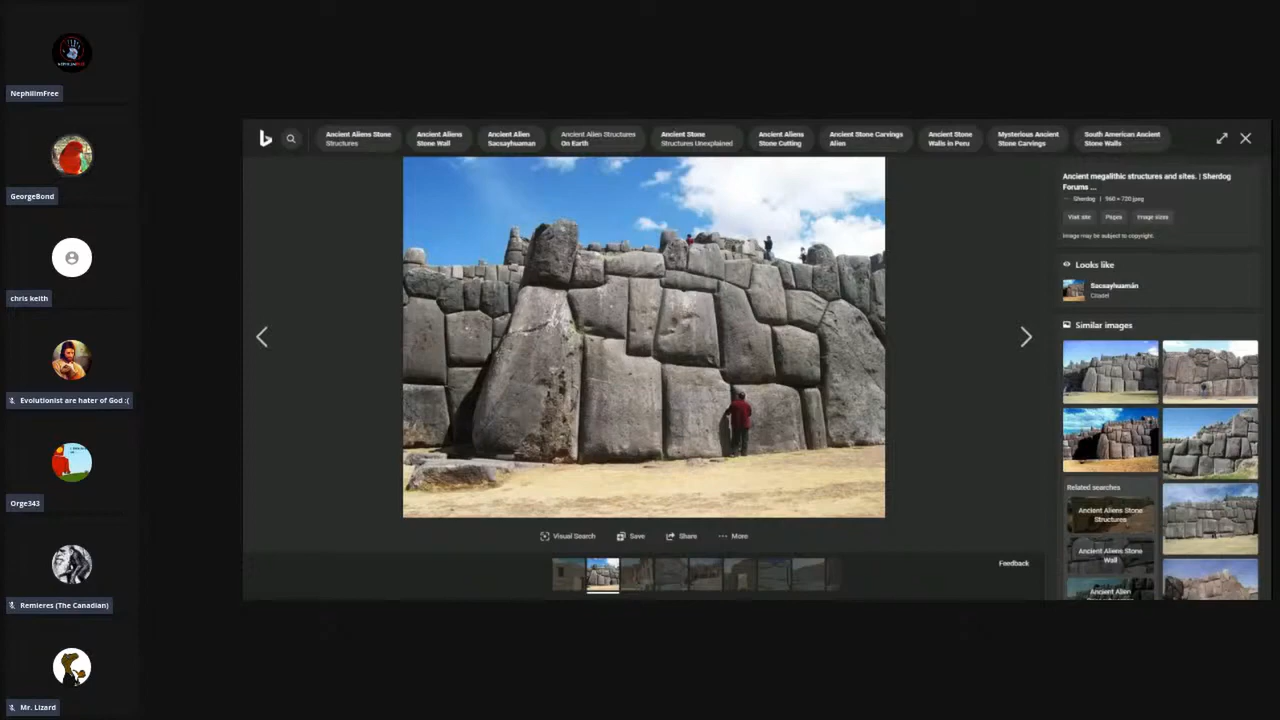 NephilimFree
GeorgeBond
chris keith
Evolutionist are hater of God :(
Orge343
Remieres (The Canadian)
Mr. Lizard
Ancient Aliens Stone
Structures
Ancient Aliens
Stone Wall
Ancient Alien
Sacsayhuaman
Ancient Alien Structures
On Earth
Ancient Stone
Structures Unexplained
Ancient Aliens
Stone Cutting
Ancient Stone Carvings
Alien
Ancient Stone
Walls in Peru
Mysterious Ancient
Stone Carvings
South American Ancient
Stone Walls
Ancient megalithic structures and sites. | Sherdog
Forums ...
Sherdog | 960 × 720 jpeg
Visit site
Pages
Image sizes
Image may be subject to copyright.
Looks like
Sacsayhuamán
Citadel
Similar images
Related searches
Ancient Aliens Stone
Structures
Ancient Aliens Stone
Wall
Ancient Alien
Visual Search
Save
Share
More
Feedback